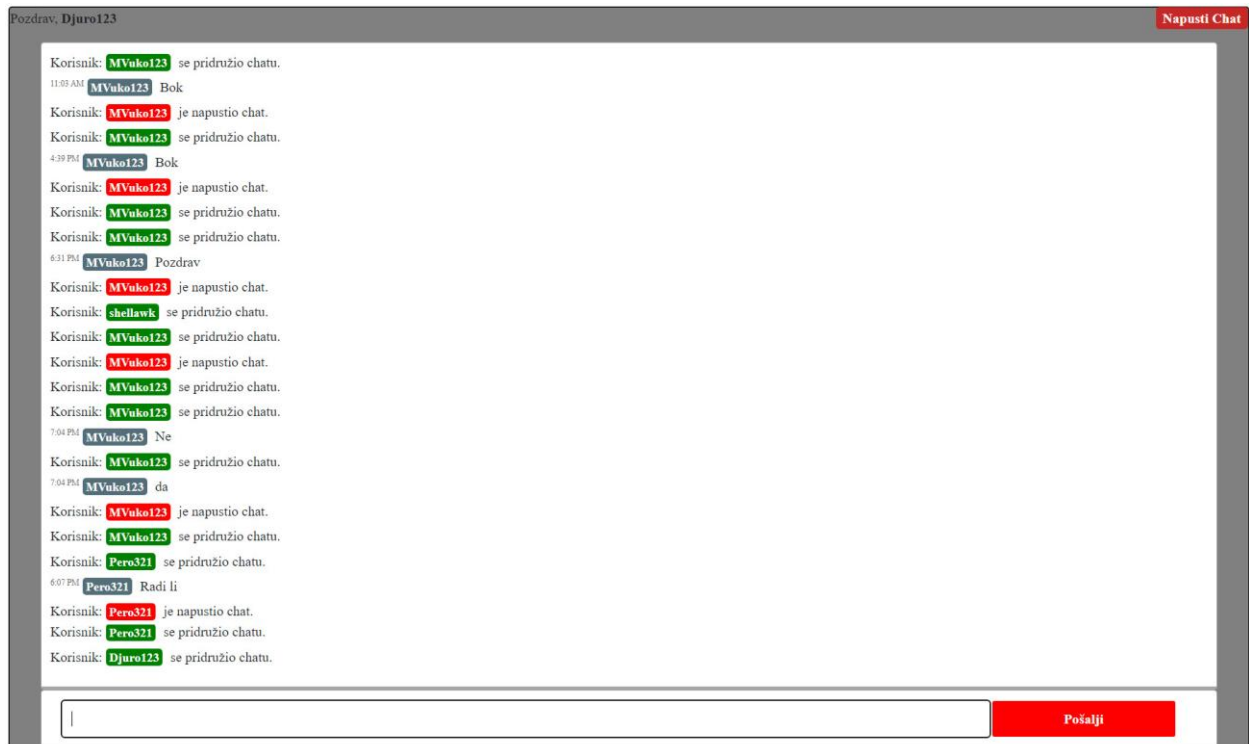 Pozdrav, Djuro123
Napusti Chat
Korisnik: MVuko123 se pridružio chatu.
11:03 AM MVuko123 Bok
Korisnik: MVuko123 je napustio chat.
Korisnik: MVuko123 se pridružio chatu.
4:39 PM MVuko123 Bok
Korisnik: MVuko123 je napustio chat.
Korisnik: MVuko123 se pridružio chatu.
Korisnik: MVuko123 se pridružio chatu.
6:31 PM MVuko123 Pozdrav
Korisnik: MVuko123 je napustio chat.
Korisnik: shellawk se pridružio chatu.
Korisnik: MVuko123 se pridružio chatu.
Korisnik: MVuko123 je napustio chat.
Korisnik: MVuko123 se pridružio chatu.
Korisnik: MVuko123 se pridružio chatu.
7:04 PM MVuko123 Ne
Korisnik: MVuko123 se pridružio chatu.
7:04 PM MVuko123 da
Korisnik: MVuko123 je napustio chat.
Korisnik: MVuko123 se pridružio chatu.
Korisnik: Pero321 se pridružio chatu.
6:07 PM Pero321 Radi li
Korisnik: Pero321 je napustio chat.
Korisnik: Pero321 se pridružio chatu.
Korisnik: Djuro123 se pridružio chatu.
Pošalji